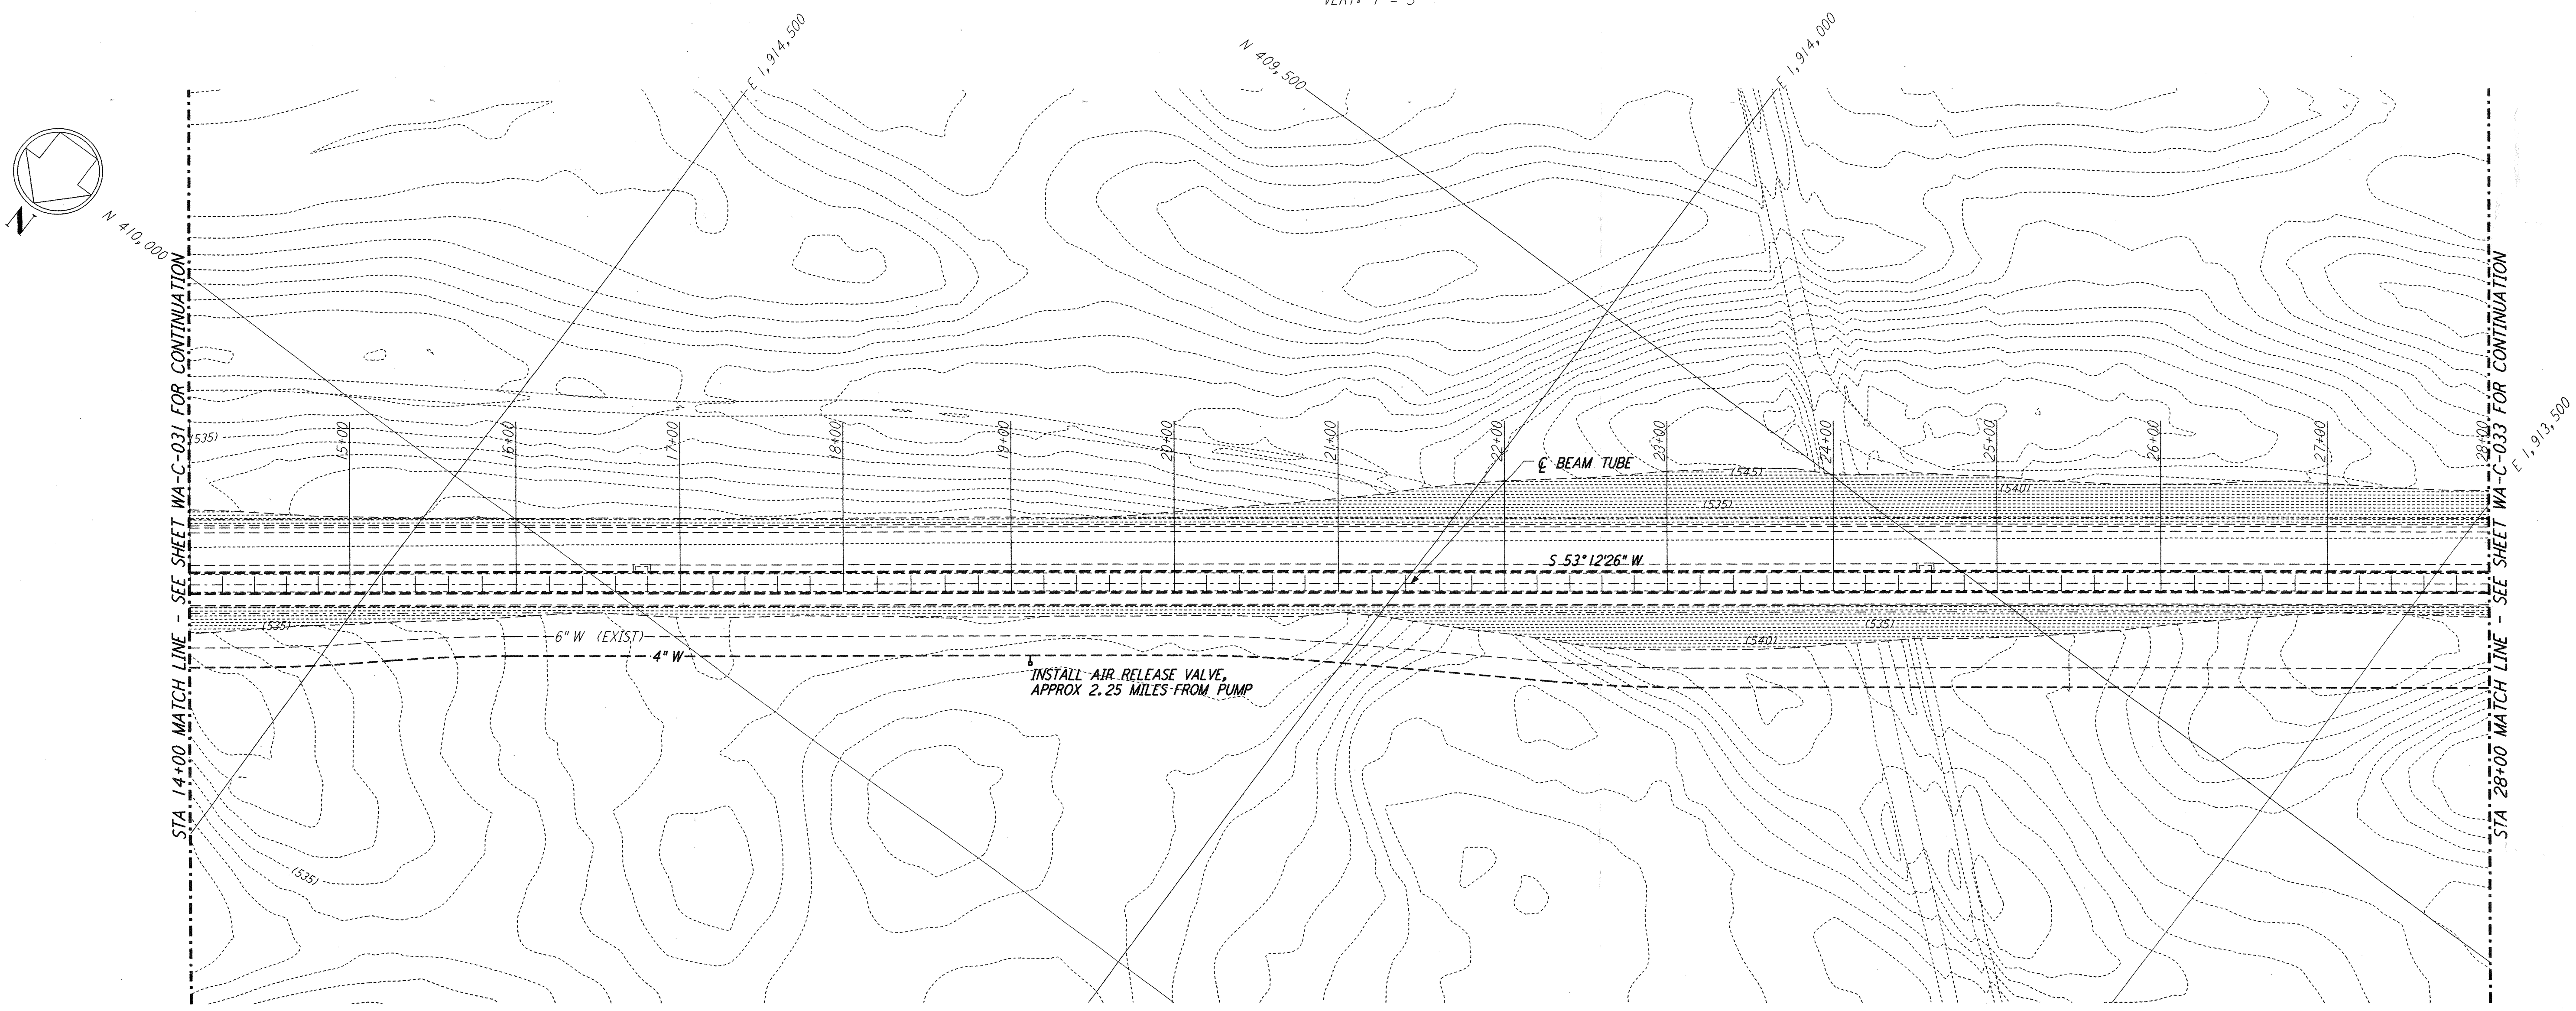 VERT. 1" = 5'
E 1,914,500
N 409,500
E 1,914,000
N
N 410,000
STA 14+00 MATCH LINE - SEE SHEET WA-C-031 FOR CONTINUATION
(535)
15+00
16+00
17+00
18+00
19+00
20+00
21+00
22+00
23+00
24+00
25+00
26+00
27+00
28+00
E 1,913,500
STA 28+00 MATCH LINE - SEE SHEET WA-C-033 FOR CONTINUATION
℄ BEAM TUBE
(545)
(540)
(535)
S 53°12'26" W
(535)
6" W (EXIST)
4" W
(535)
(540)
INSTALL AIR RELEASE VALVE,
APPROX 2.25 MILES FROM PUMP
(535)